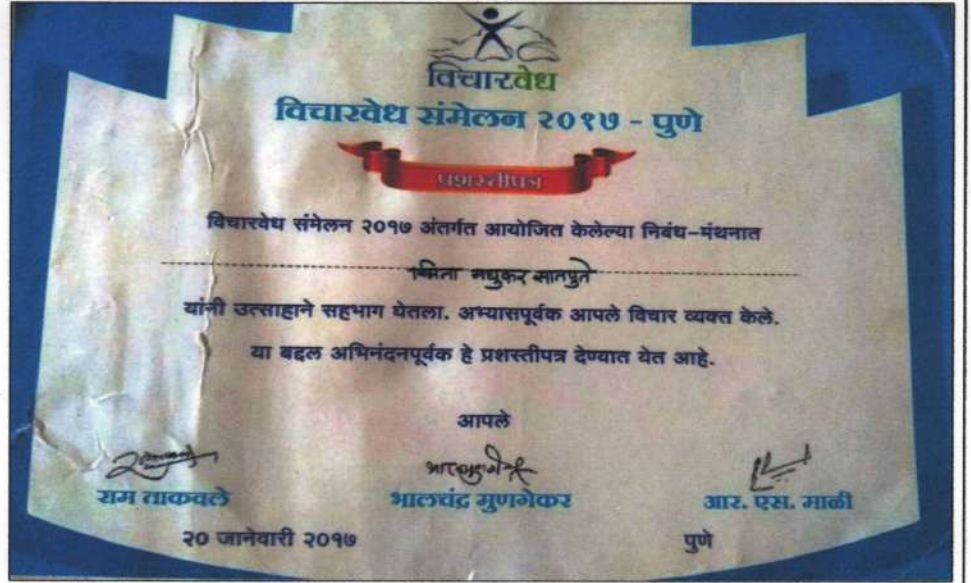 विचारवेध
विचारवेध संमेलन २०१७ - पुणे
प्रशस्तीपत्र
विचारवेध संमेलन २०१७ अंतर्गत आयोजित केलेल्या निबंध-मंथनात
मधुकर सातपुते
यांनी उत्साहाने सहभाग घेतला. अभ्यासपूर्वक आपले विचार व्यक्त केले.
या बद्दल अभिनंदनपूर्वक हे प्रशस्तीपत्र देण्यात येत आहे.
आपले
राम ताकवले भालचंद्र मुणगेकर आर. एस. माळी
२० जानेवारी २०१७ पुणे